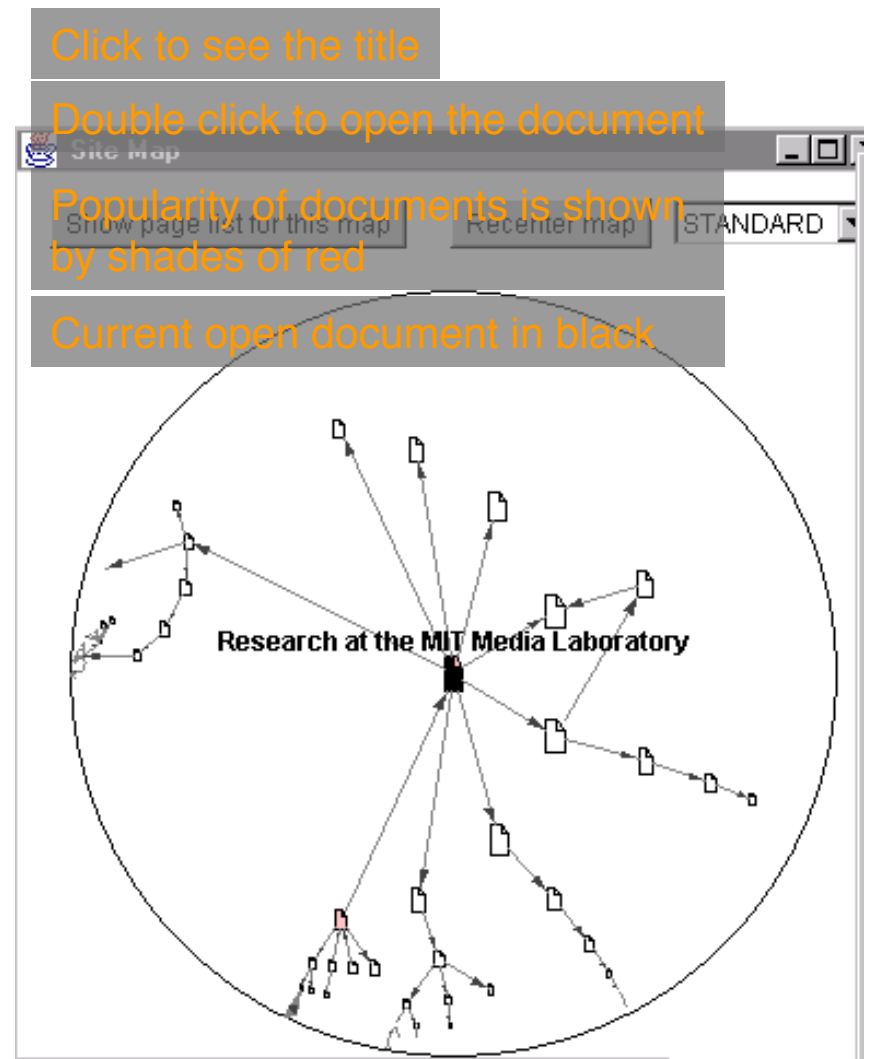 Click to see the title
Double click to open the document
Site Map
Popularity of documents is shown
by shades of red
Show page list for this map
Recenter map
STANDARD
Current open document in black
Research at the MIT Media Laboratory